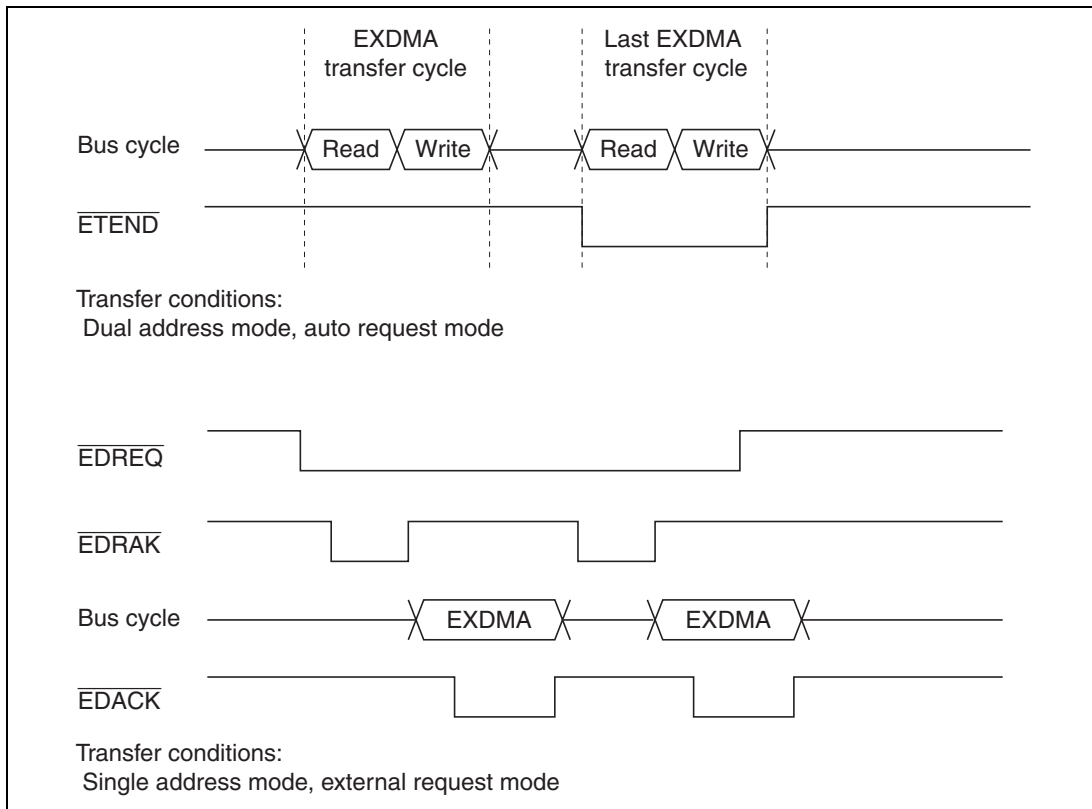 EXDMA
transfer cycle
Last EXDMA
transfer cycle
Bus cycle
Read
Write
Read
Write
ETEND
Transfer conditions:
Dual address mode, auto request mode
EDREQ
EDRAK
Bus cycle
EXDMA
EXDMA
EDACK
Transfer conditions:
Single address mode, external request mode